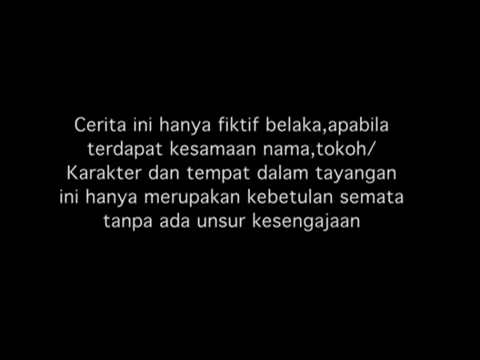 Cerita ini hanya fiktif belaka,apabila
terdapat kesamaan nama,tokoh/
Karakter dan tempat dalam tayangan
ini hanya merupakan kebetulan semata
tanpa ada unsur kesengajaan